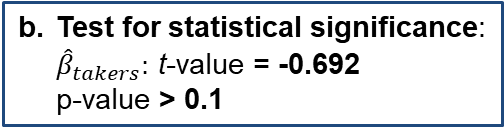 b. Test for statistical significance:
β̂takers: t-value = -0.692
p-value > 0.1